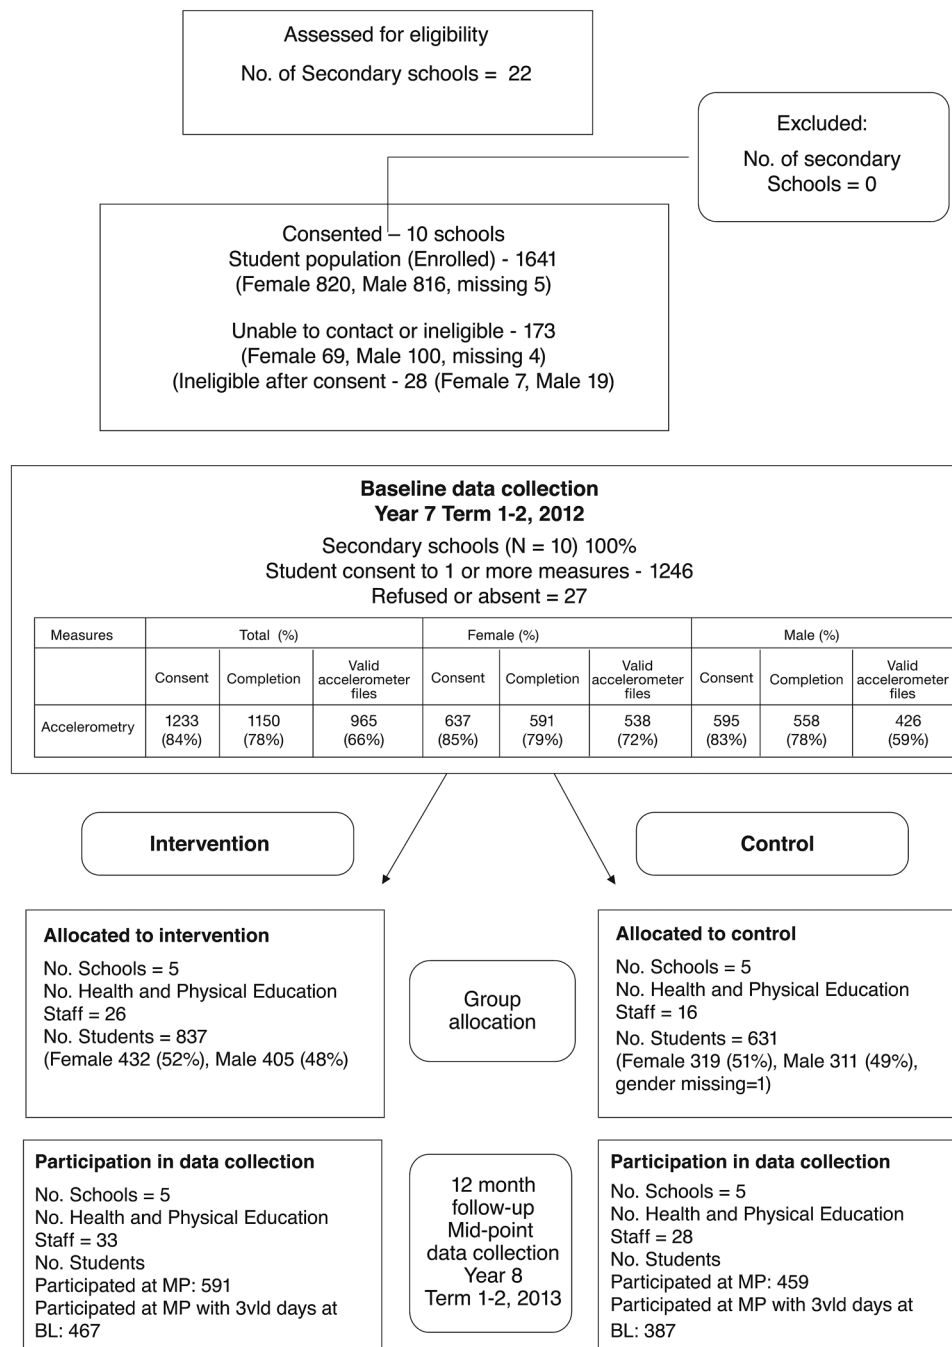 Assessed for eligibility
No. of Secondary schools = 22
Excluded:
No. of secondary
Schools = 0
Consented – 10 schools
Student population (Enrolled) - 1641
(Female 820, Male 816, missing 5)
Unable to contact or ineligible - 173
(Female 69, Male 100, missing 4)
(Ineligible after consent - 28 (Female 7, Male 19)
Baseline data collection
Year 7 Term 1-2, 2012
Secondary schools (N = 10) 100%
Student consent to 1 or more measures - 1246
Refused or absent = 27
Measures Total (%) Female (%) Male (%)
Consent Completion Valid accelerometer files Consent Completion Valid accelerometer files Consent Completion Valid accelerometer files
Accelerometry 1233 (84%) 1150 (78%) 965 (66%) 637 (85%) 591 (79%) 538 (72%) 595 (83%) 558 (78%) 426 (59%)
Intervention
Control
Allocated to intervention
No. Schools = 5
No. Health and Physical Education
Staff = 26
No. Students = 837
(Female 432 (52%), Male 405 (48%)
Group
allocation
Allocated to control
No. Schools = 5
No. Health and Physical Education
Staff = 16
No. Students = 631
(Female 319 (51%), Male 311 (49%),
gender missing=1)
Participation in data collection
No. Schools = 5
No. Health and Physical Education
Staff = 33
No. Students
Participated at MP: 591
Participated at MP with 3vld days at
BL: 467
12 month
follow-up
Mid-point
data collection
Year 8
Term 1-2, 2013
Participation in data collection
No. Schools = 5
No. Health and Physical Education
Staff = 28
No. Students
Participated at MP: 459
Participated at MP with 3vld days at
BL: 387